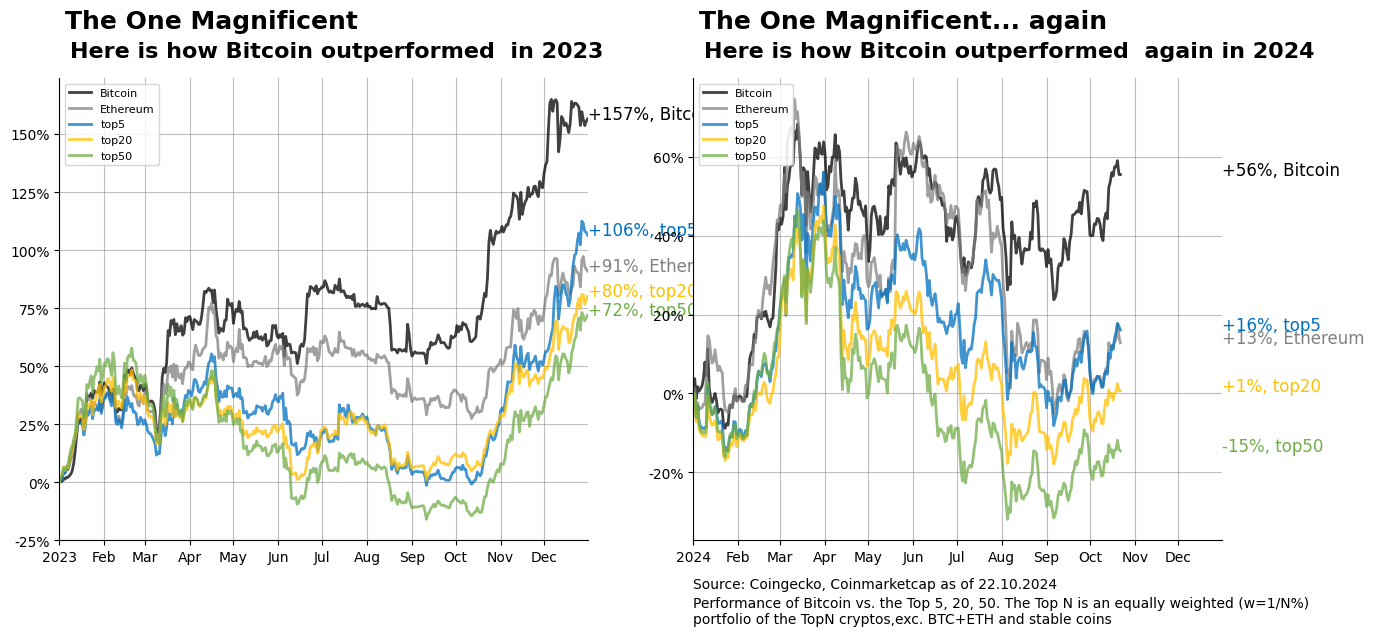 The One Magnificent
Here is how Bitcoin outperformed  in 2023
Bitcoin
Ethereum
top5
top20
top50
150%
125%
100%
75%
50%
25%
0%
-25%
2023 Feb Mar Apr May Jun Jul Aug Sep Oct Nov Dec
+157%, Bitc
+106%, top5
+91%, Ether
+80%, top20
+72%, top50
The One Magnificent... again
Here is how Bitcoin outperformed  again in 2024
Bitcoin
Ethereum
top5
top20
top50
60%
40%
20%
0%
-20%
2024 Feb Mar Apr May Jun Jul Aug Sep Oct Nov Dec
+56%, Bitcoin
+16%, top5
+13%, Ethereum
+1%, top20
-15%, top50
Source: Coingecko, Coinmarketcap as of 22.10.2024
Performance of Bitcoin vs. the Top 5, 20, 50. The Top N is an equally weighted (w=1/N%)
portfolio of the TopN cryptos,exc. BTC+ETH and stable coins